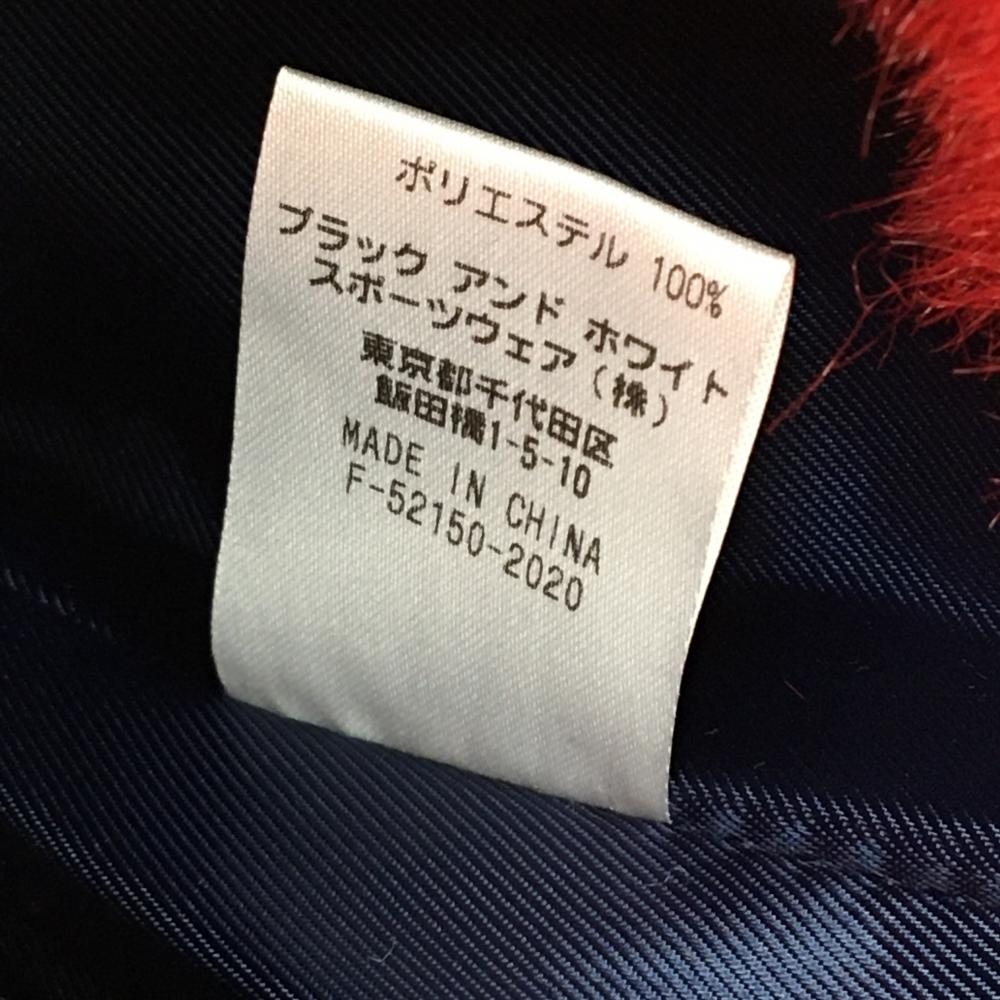 ポリエステル 100%
ブラック アンド ホワイト
スポーツウェア(株)
東京都千代田区
飯田橋1-5-10
MADE IN CHINA
F-52150-2020